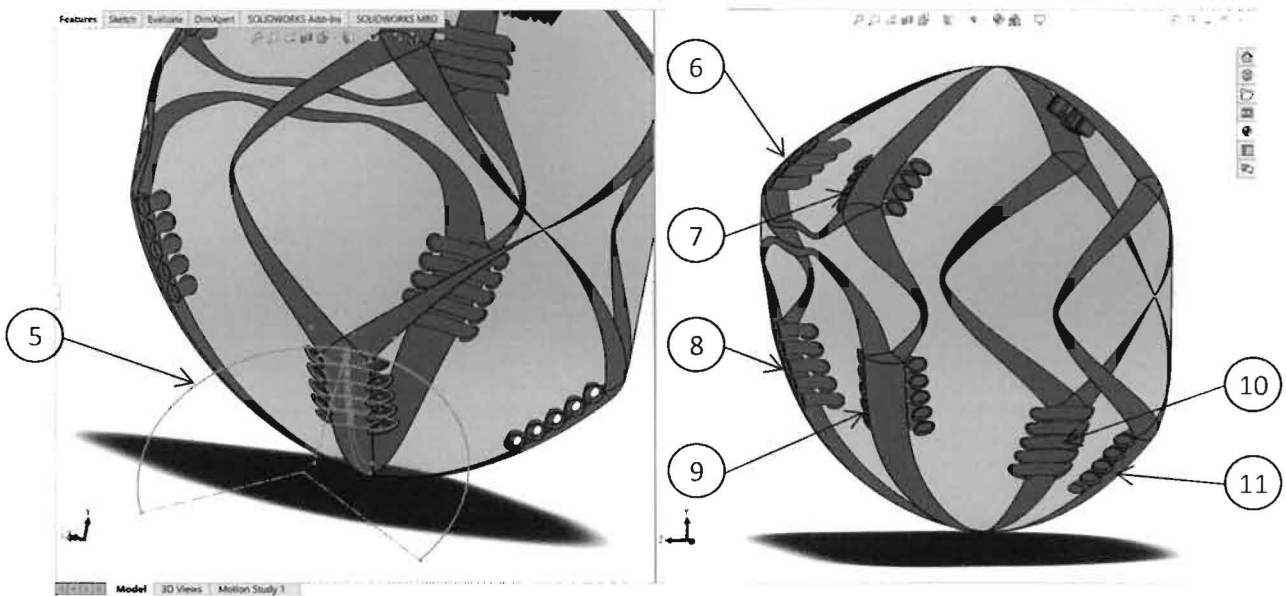 Features Sketch Evaluate DimXpert SOLIDWORKS Add-Ins SOLIDWORKS MBD
5
6
7
8
9
10
11
Y
Y
Z
Model 3D Views Motion Study 1